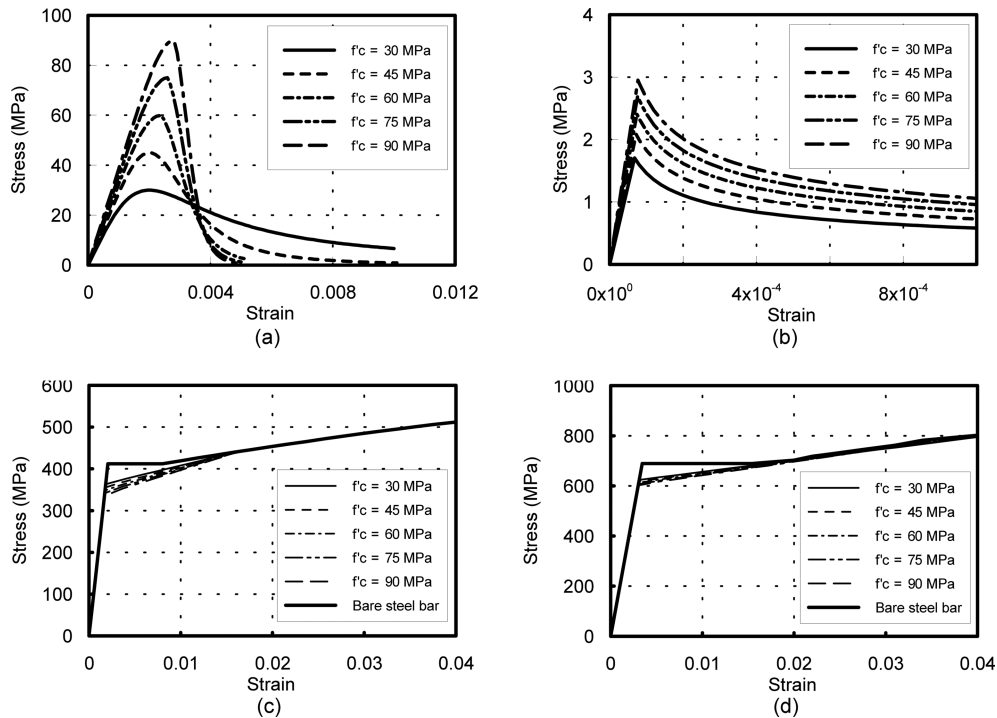 100
80
60
40
20
0
Stress (MPa)
f'c = 30 MPa
f'c = 45 MPa
f'c = 60 MPa
f'c = 75 MPa
f'c = 90 MPa
0
0.004
0.008
0.012
Strain
(a)
4
3
2
1
0
Stress (MPa)
f'c = 30 MPa
f'c = 45 MPa
f'c = 60 MPa
f'c = 75 MPa
f'c = 90 MPa
0x10⁰
4x10⁻⁴
8x10⁻⁴
Strain
(b)
600
500
400
300
200
100
0
Stress (MPa)
f'c = 30 MPa
f'c = 45 MPa
f'c = 60 MPa
f'c = 75 MPa
f'c = 90 MPa
Bare steel bar
0
0.01
0.02
0.03
0.04
Strain
(c)
1000
800
600
400
200
0
Stress (MPa)
f'c = 30 MPa
f'c = 45 MPa
f'c = 60 MPa
f'c = 75 MPa
f'c = 90 MPa
Bare steel bar
0
0.01
0.02
0.03
0.04
Strain
(d)